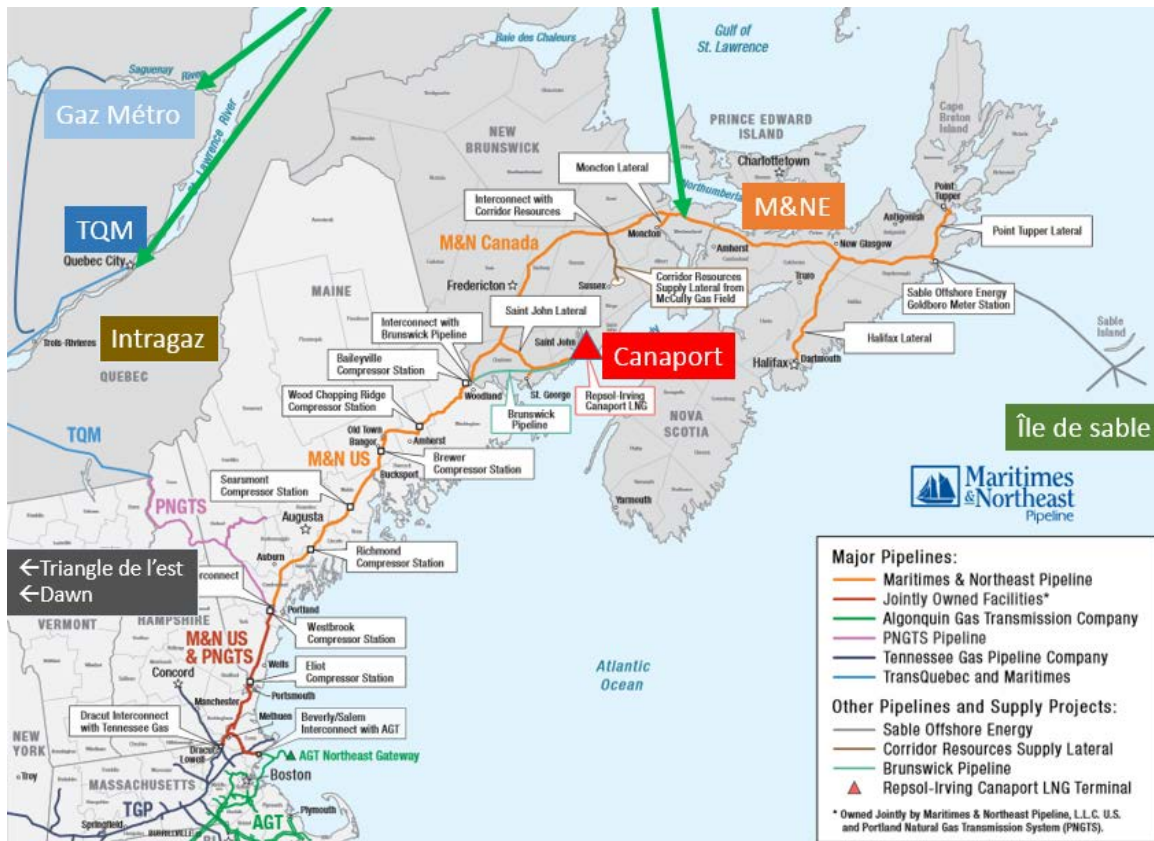 Baie des Chaleurs
Gulf of
St. Lawrence
Saguenay
River
Gaz Métro
Lawrence River
NEW
BRUNSWICK
PRINCE EDWARD
ISLAND
Charlottetown
Cape
Breton
Island
Moncton Lateral
Northumberla
M&NE
Point
Tupper
Antigonish
Interconnect with
Corridor Resources
TQM
Quebec City
M&N Canada
Moncton
Amherst
New Glasgow
Point Tupper Lateral
Fredericton
Sussex
Corridor Resources
Supply Lateral from
McCully Gas Field
Truro
Sable Offshore Energy
Goldboro Meter Station
MAINE
Saint John Lateral
Interconnect with
Brunswick Pipeline
Trois-Rivieres
Intragaz
Saint John
Canaport
Halifax Lateral
Sable
Island
QUEBEC
Baileyville
Compressor Station
Halifax
Dartmouth
Woodland
St. George
Repsol-Irving
Canaport LNG
Wood Chopping Ridge
Compressor Station
Brunswick
Pipeline
NOVA
SCOTIA
Île de sable
TQM
Old Town
Bangor
Amherst
M&N US
Brewer
Compressor Station
Bucksport
Searsmont
Compressor Station
Yarmouth
Maritimes
&Northeast
Pipeline
PNGTS
Augusta
Auburn
Richmond
Compressor Station
←Triangle de l'est
←Dawn
erconnect
Portland
VERMONT
HAMPSHIRE
Westbrook
Compressor Station
M&N US
& PNGTS
Wells
Eliot
Compressor Station
Concord
Portsmouth
Manchester
Atlantic
Ocean
Dracut Interconnect
with Tennessee Gas
Methuen
Beverly/Salem
Interconnect with AGT
NEW
YORK
Dracut
Lowell
AGT Northeast Gateway
Troy
Boston
MASSACHUSETTS
TGP
Springfield
AGT
Plymouth
Major Pipelines:
Maritimes & Northeast Pipeline
Jointly Owned Facilities*
Algonquin Gas Transmission Company
PNGTS Pipeline
Tennessee Gas Pipeline Company
TransQuebec and Maritimes
Other Pipelines and Supply Projects:
Sable Offshore Energy
Corridor Resources Supply Lateral
Brunswick Pipeline
Repsol-Irving Canaport LNG Terminal
* Owned Jointly by Maritimes & Northeast Pipeline, L.L.C. U.S.
and Portland Natural Gas Transmission System (PNGTS).